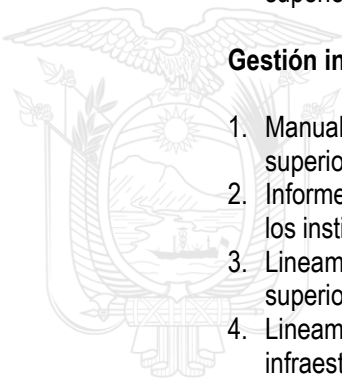 Gestión in
1. Manual
superio
2. Informe
los insti
3. Lineam
superio
4. Lineam
infraest